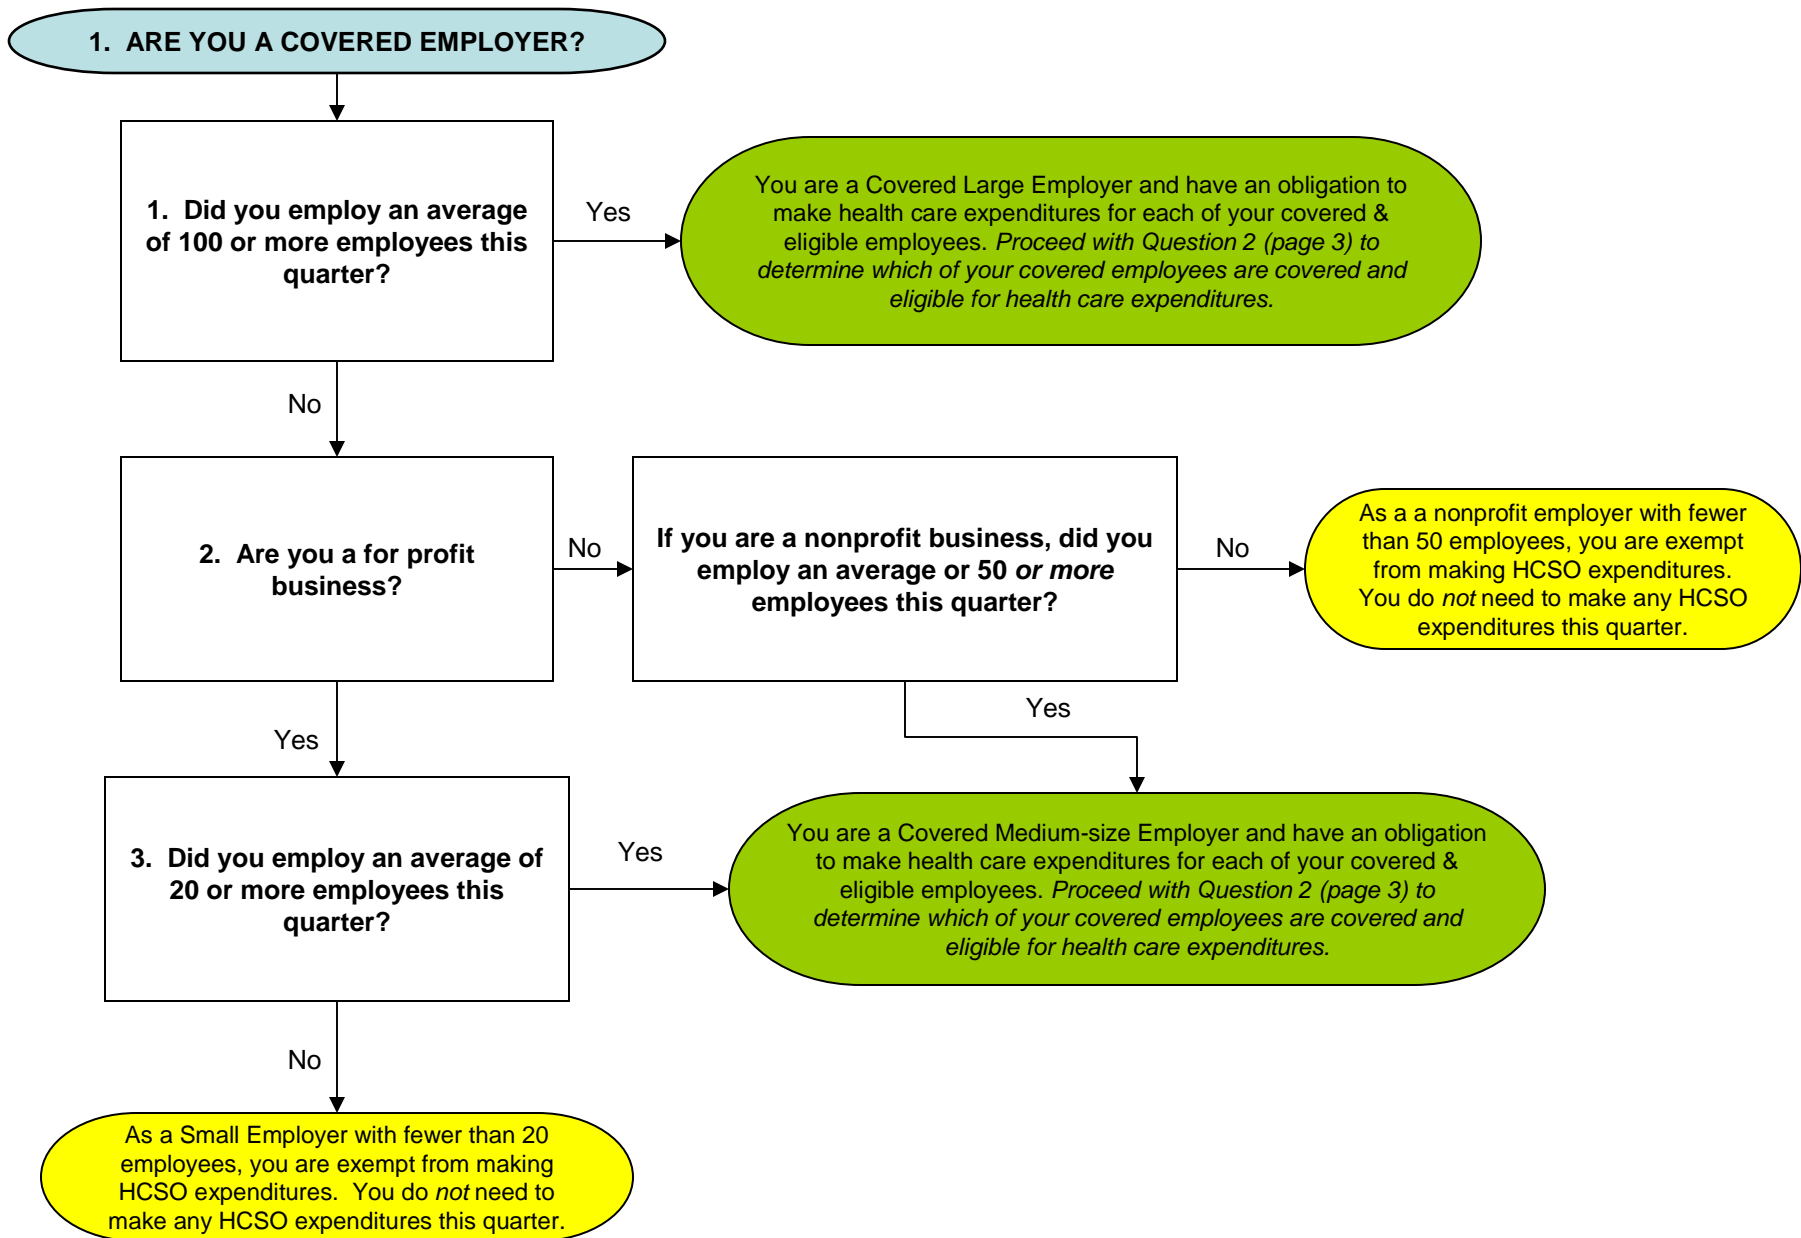 1. ARE YOU A COVERED EMPLOYER?
1. Did you employ an average
of 100 or more employees this
quarter?
Yes
You are a Covered Large Employer and have an obligation to
make health care expenditures for each of your covered &
eligible employees. Proceed with Question 2 (page 3) to
determine which of your covered employees are covered and
eligible for health care expenditures.
No
2. Are you a for profit
business?
No
If you are a nonprofit business, did you
employ an average or 50 or more
employees this quarter?
No
As a a nonprofit employer with fewer
than 50 employees, you are exempt
from making HCSO expenditures.
You do not need to make any HCSO
expenditures this quarter.
Yes
Yes
3. Did you employ an average of
20 or more employees this
quarter?
Yes
You are a Covered Medium-size Employer and have an obligation
to make health care expenditures for each of your covered &
eligible employees. Proceed with Question 2 (page 3) to
determine which of your covered employees are covered and
eligible for health care expenditures.
No
As a Small Employer with fewer than 20
employees, you are exempt from making
HCSO expenditures. You do not need to
make any HCSO expenditures this quarter.